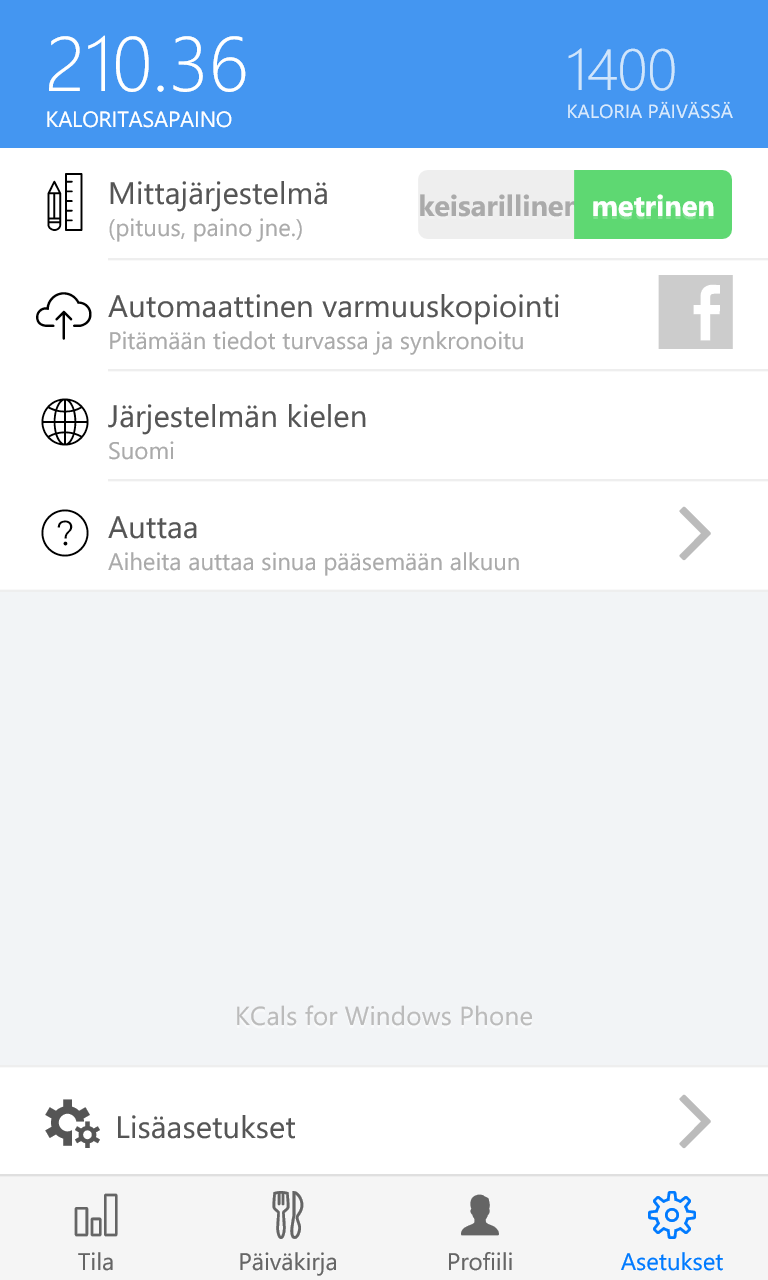 210.36
1400
KALORITASAPAINO
KALORIA PÄIVÄSSÄ
Mittajärjestelmä
(pituus, paino jne.)
keisarillinen
metrinen
Automaattinen varmuuskopiointi
Pitämään tiedot turvassa ja synkronoitu
f
Järjestelmän kielen
Suomi
?
Auttaa
Aiheita auttaa sinua pääsemään alkuun
KCals for Windows Phone
Lisäasetukset
Tila
Päiväkirja
Profiili
Asetukset